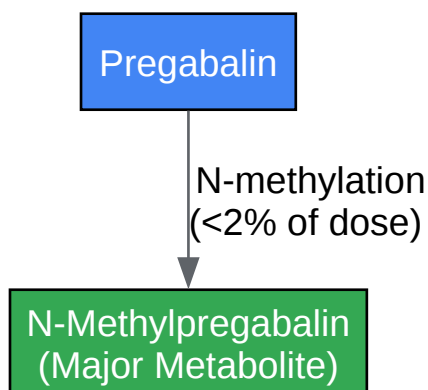 Pregabalin
N-methylation
(<2% of dose)
N-Methylpregabalin
(Major Metabolite)